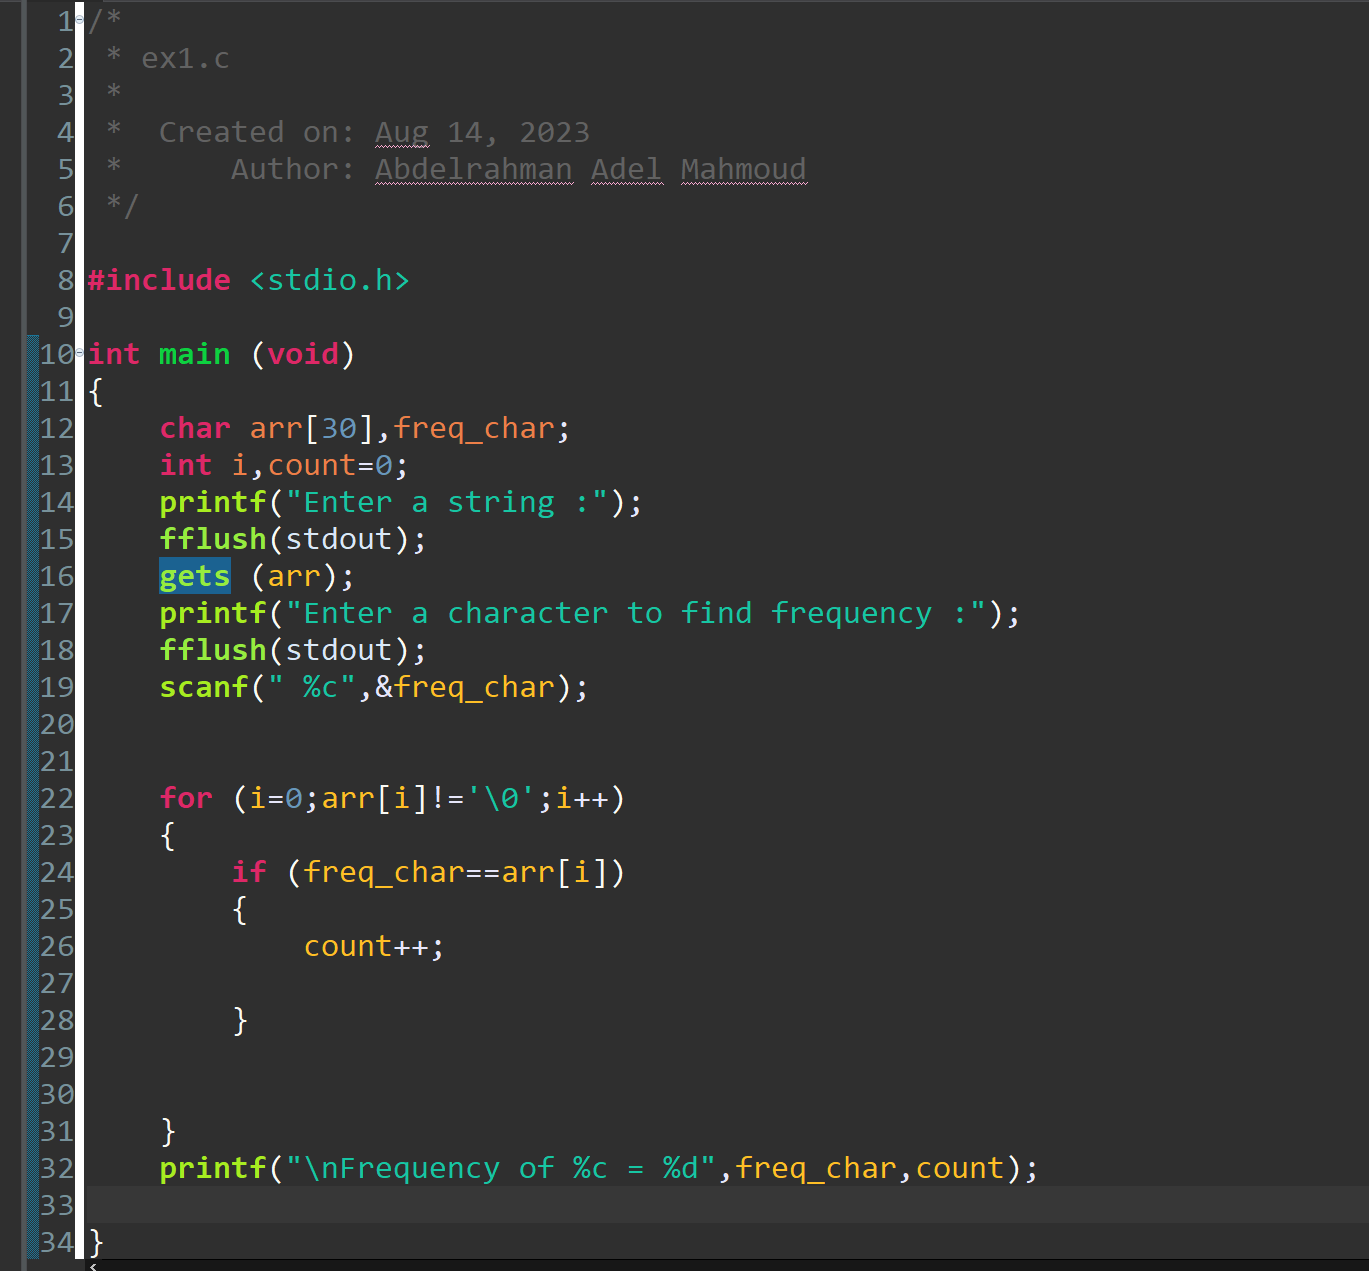 1 /*
2  * ex1.c
3  *
4  *  Created on: Aug 14, 2023
5  *      Author: Abdelrahman Adel Mahmoud
6  */
7
8 #include <stdio.h>
9
10 int main (void)
11 {
12     char arr[30],freq_char;
13     int i,count=0;
14     printf("Enter a string :");
15     fflush(stdout);
16     gets (arr);
17     printf("Enter a character to find frequency :");
18     fflush(stdout);
19     scanf(" %c",&freq_char);
20
21
22     for (i=0;arr[i]!='\0';i++)
23     {
24         if (freq_char==arr[i])
25         {
26             count++;
27
28         }
29
30
31     }
32     printf("\nFrequency of %c = %d",freq_char,count);
33
34 }